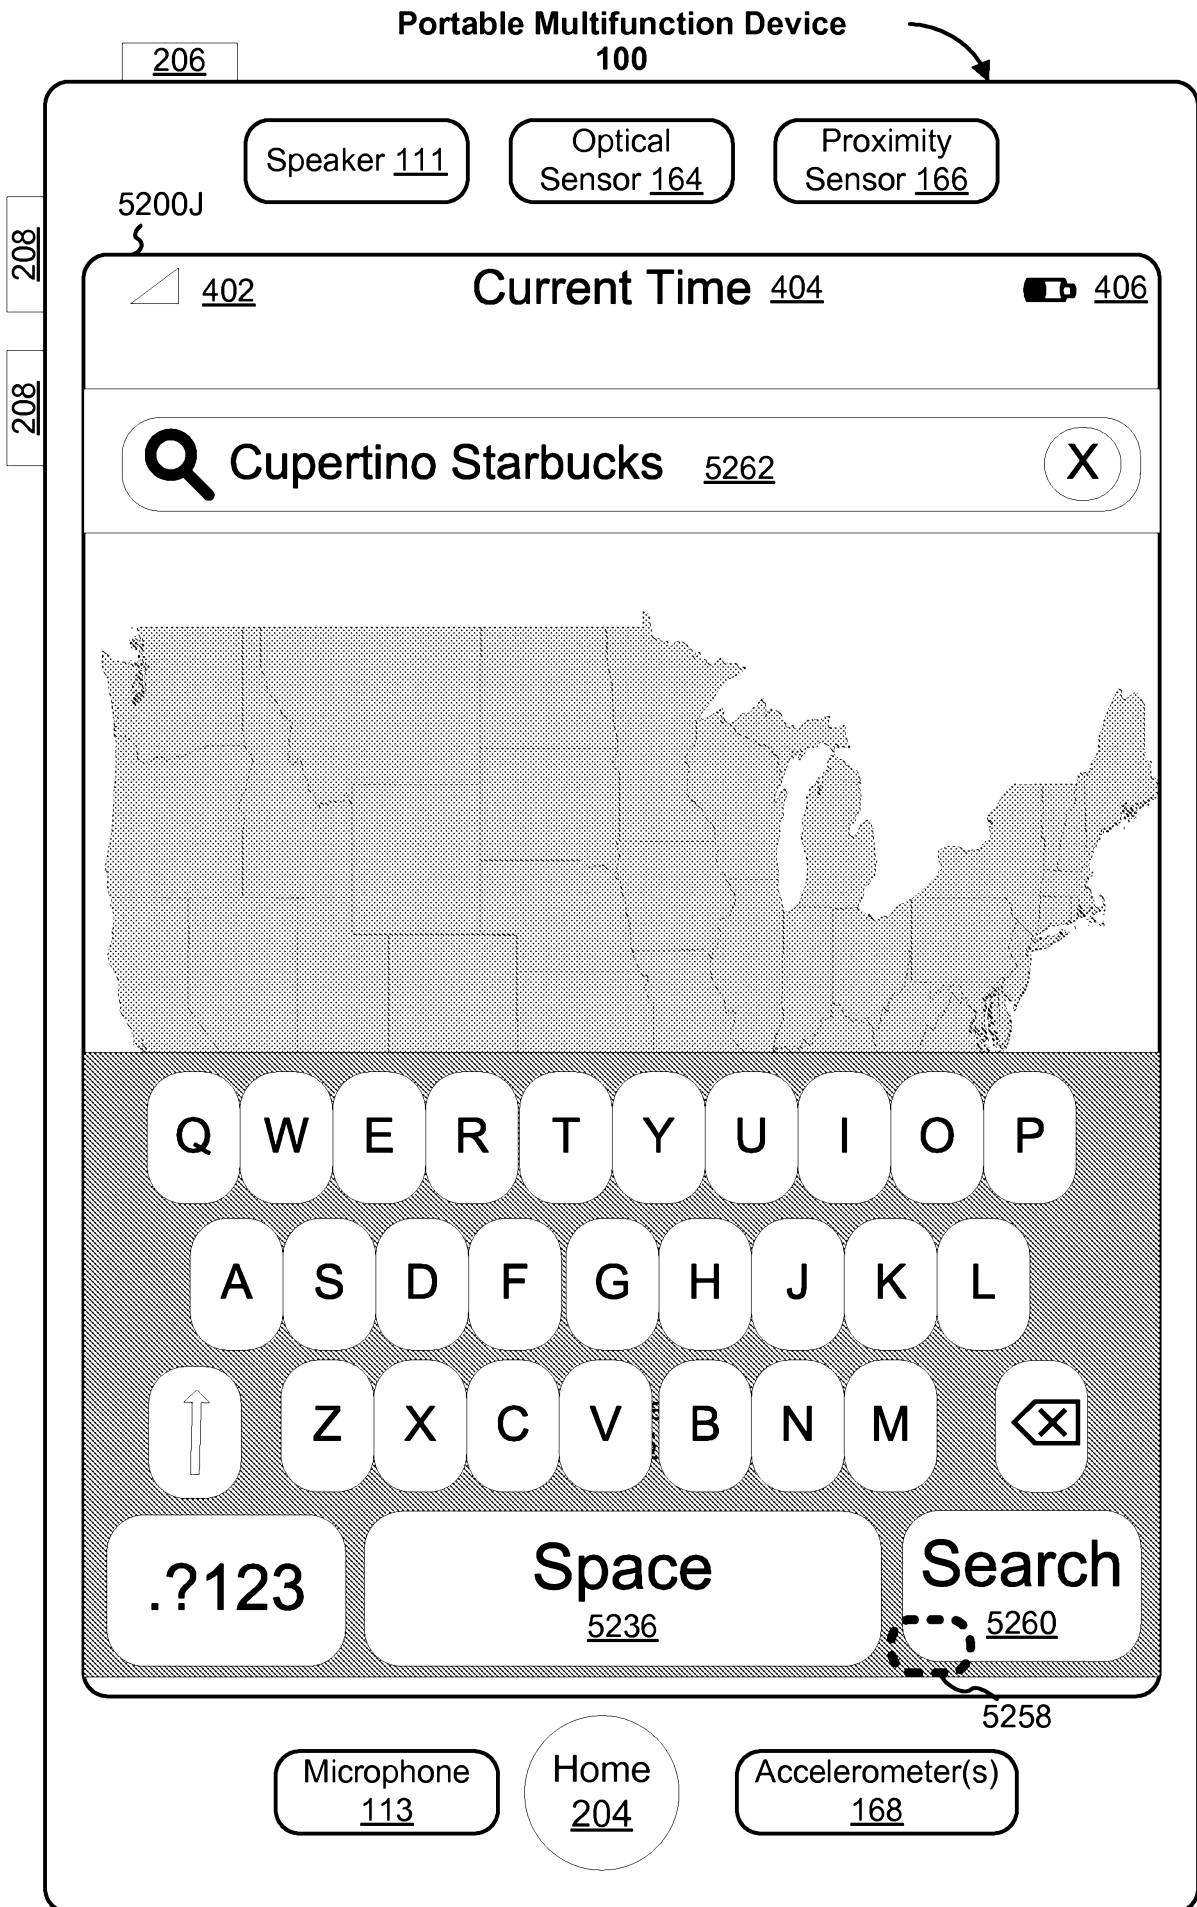 Portable Multifunction Device
100
206
Speaker 111
Optical
Sensor 164
Proximity
Sensor 166
5200J
208
208
402
Current Time 404
406
Cupertino Starbucks 5262
X
Q W E R T Y U I O P
A S D F G H J K L
Z X C V B N M
.?123
Space
5236
Search
5260
5258
Microphone
113
Home
204
Accelerometer(s)
168